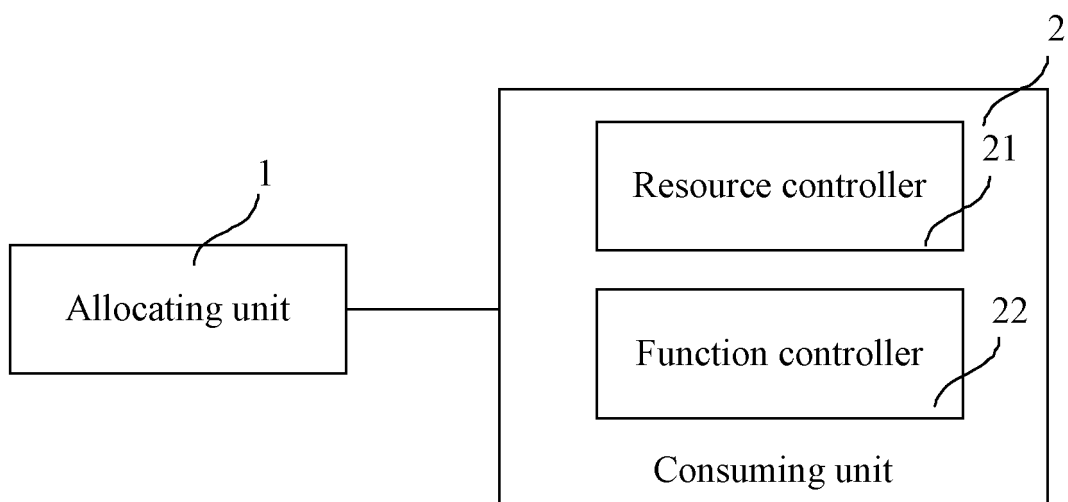 2
21
Resource controller
1
Allocating unit
22
Function controller
Consuming unit